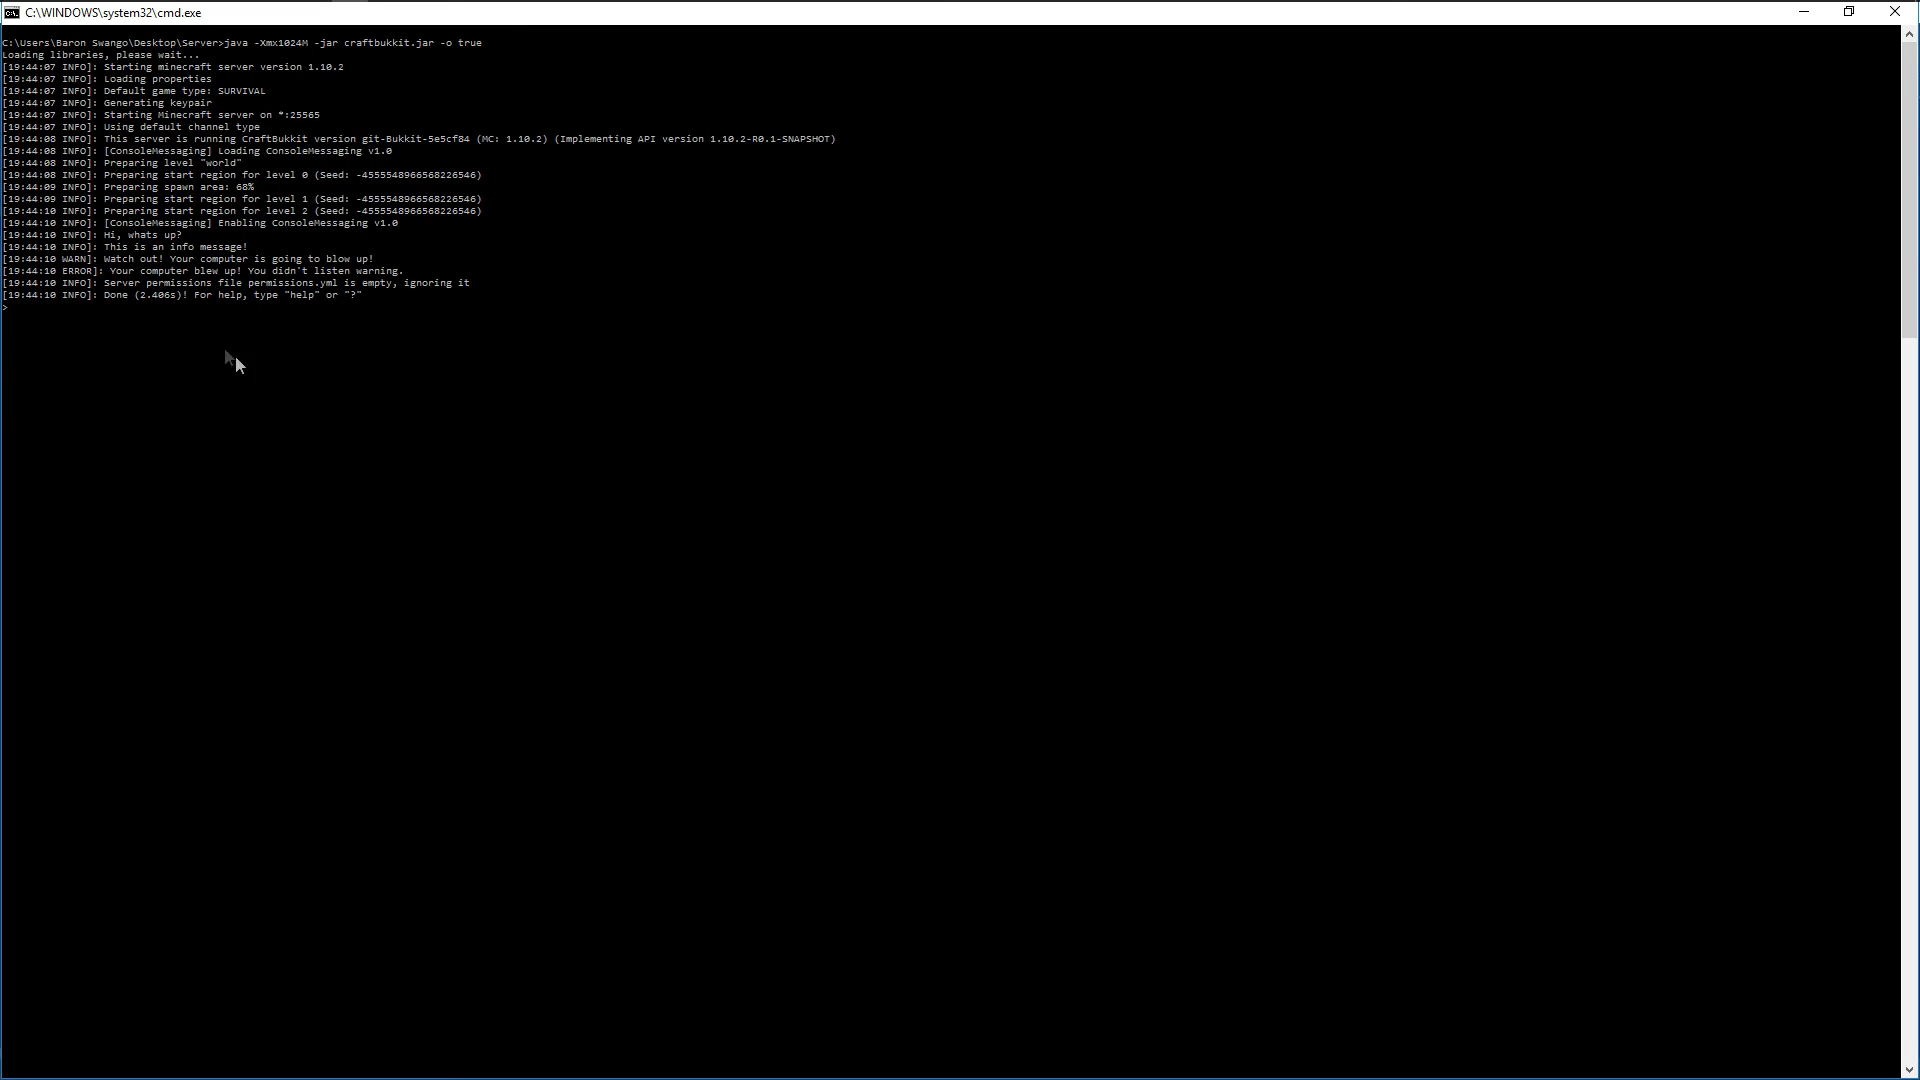 C:\WINDOWS\system32\cmd.exe
C:\Users\Baron Swango\Desktop\Server>java -Xmx1024M -jar craftbukkit.jar -o true
Loading libraries, please wait...
[19:44:07 INFO]: Starting minecraft server version 1.10.2
[19:44:07 INFO]: Loading properties
[19:44:07 INFO]: Default game type: SURVIVAL
[19:44:07 INFO]: Generating keypair
[19:44:07 INFO]: Starting Minecraft server on *:25565
[19:44:07 INFO]: Using default channel type
[19:44:08 INFO]: This server is running CraftBukkit version git-Bukkit-5e5cf84 (MC: 1.10.2) (Implementing API version 1.10.2-R0.1-SNAPSHOT)
[19:44:08 INFO]: [ConsoleMessaging] Loading ConsoleMessaging v1.0
[19:44:08 INFO]: Preparing level "world"
[19:44:08 INFO]: Preparing start region for level 0 (Seed: -4555548966568226546)
[19:44:09 INFO]: Preparing spawn area: 68%
[19:44:09 INFO]: Preparing start region for level 1 (Seed: -4555548966568226546)
[19:44:10 INFO]: Preparing start region for level 2 (Seed: -4555548966568226546)
[19:44:10 INFO]: [ConsoleMessaging] Enabling ConsoleMessaging v1.0
[19:44:10 INFO]: Hi, whats up?
[19:44:10 INFO]: This is an info message!
[19:44:10 WARN]: Watch out! Your computer is going to blow up!
[19:44:10 ERROR]: Your computer blew up! You didn't listen warning.
[19:44:10 INFO]: Server permissions file permissions.yml is empty, ignoring it
[19:44:10 INFO]: Done (2.406s)! For help, type "help" or "?"
>